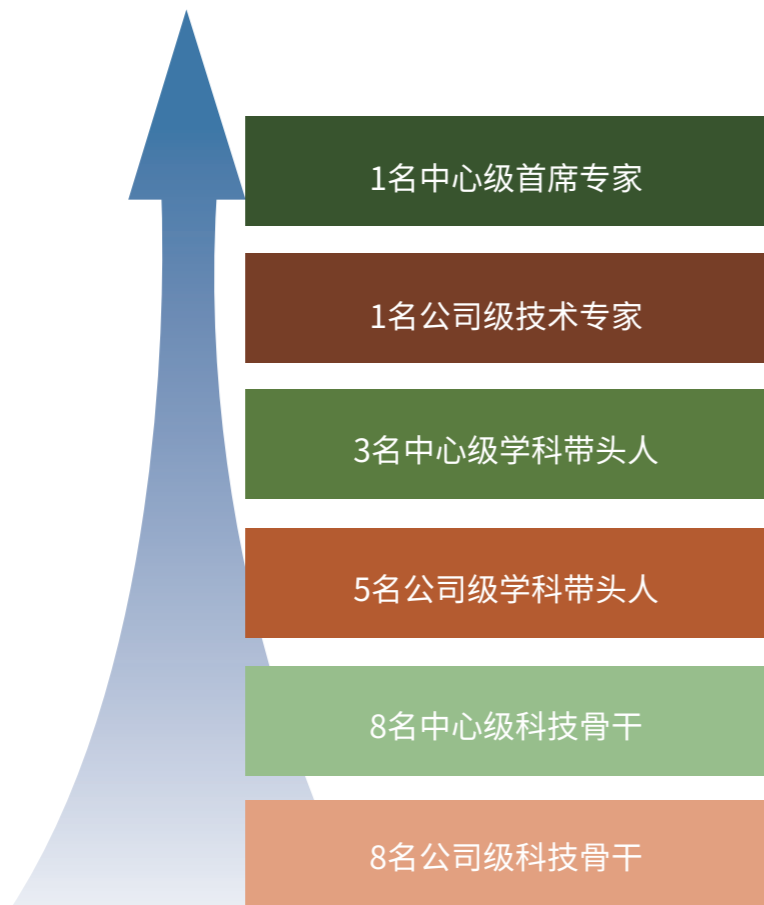 1名中心级首席专家
1名公司级技术专家
3名中心级学科带头人
5名公司级学科带头人
8名中心级科技骨干
8名公司级科技骨干